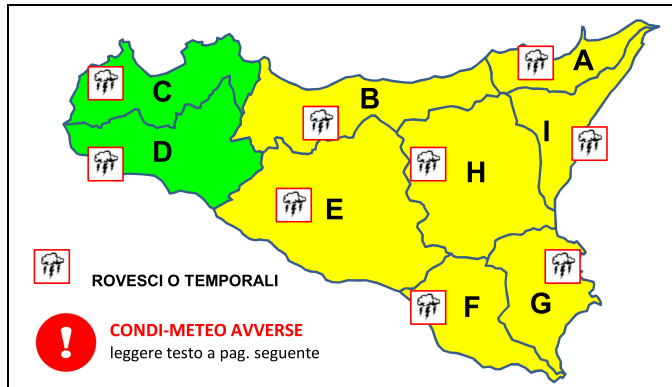 A
C
B
I
D
H
E
F
G
ROVESCI O TEMPORALI
!
CONDI-METEO AVVERSE
leggere testo a pag. seguente